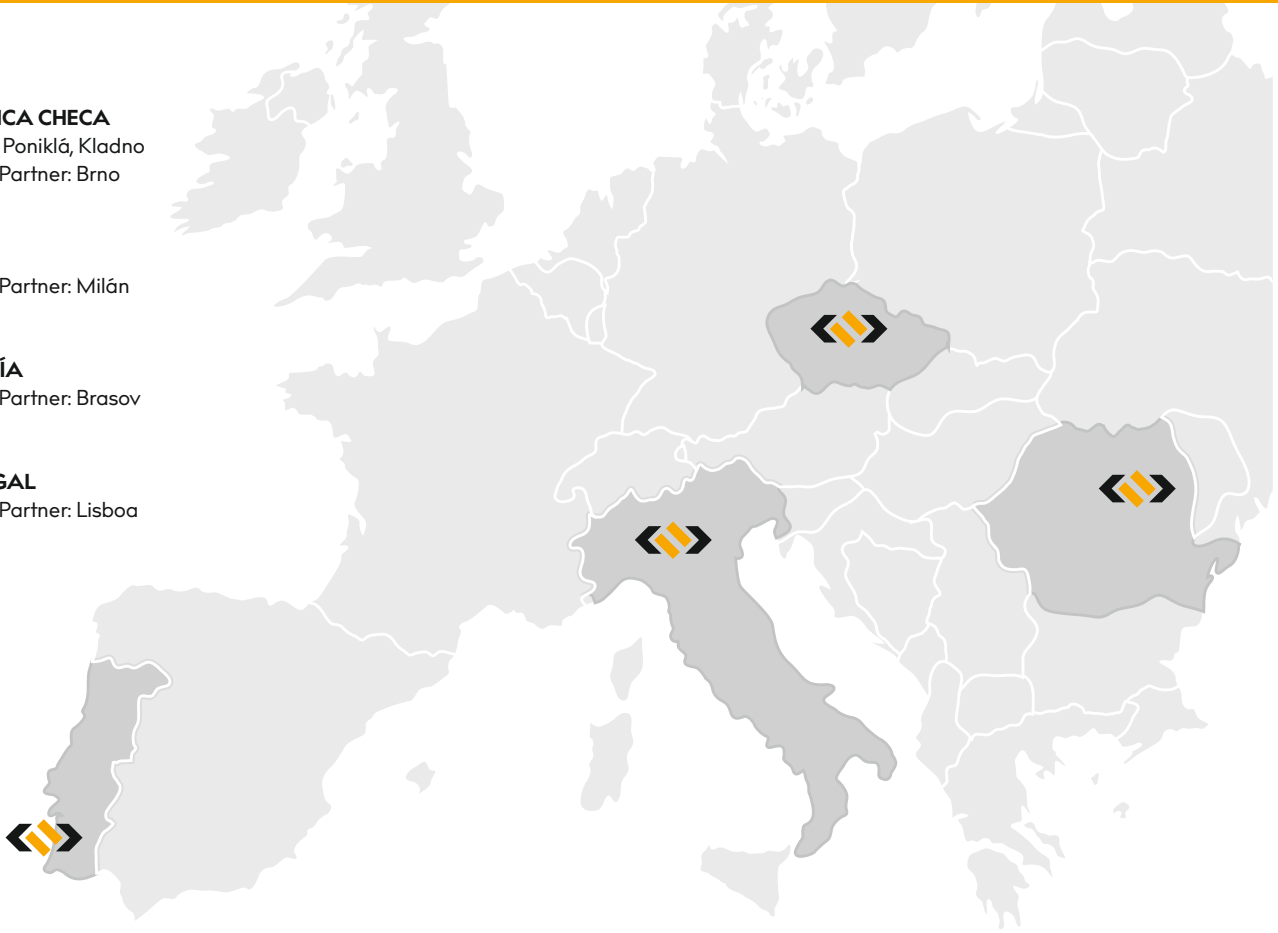 ICA CHECA
Poniklá, Kladno
Partner: Brno
Partner: Milán
ÍA
Partner: Brasov
GAL
Partner: Lisboa